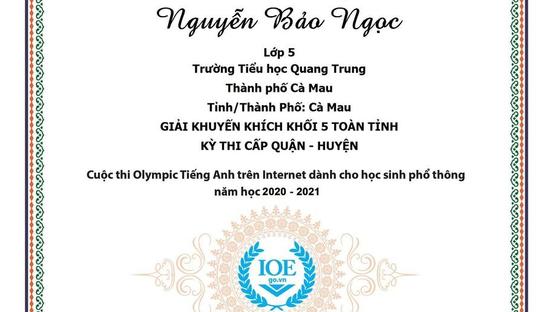 Nguyễn Bảo Ngọc
Lớp 5
Trường Tiểu học Quang Trung
Thành phố Cà Mau
Tỉnh/Thành Phố: Cà Mau
GIẢI KHUYẾN KHÍCH KHỐI 5 TOÀN TỈNH
KỲ THI CẤP QUẬN - HUYỆN
Cuộc thi Olympic Tiếng Anh trên Internet dành cho học sinh phổ thông
năm học 2020 - 2021
IOE
go.vn